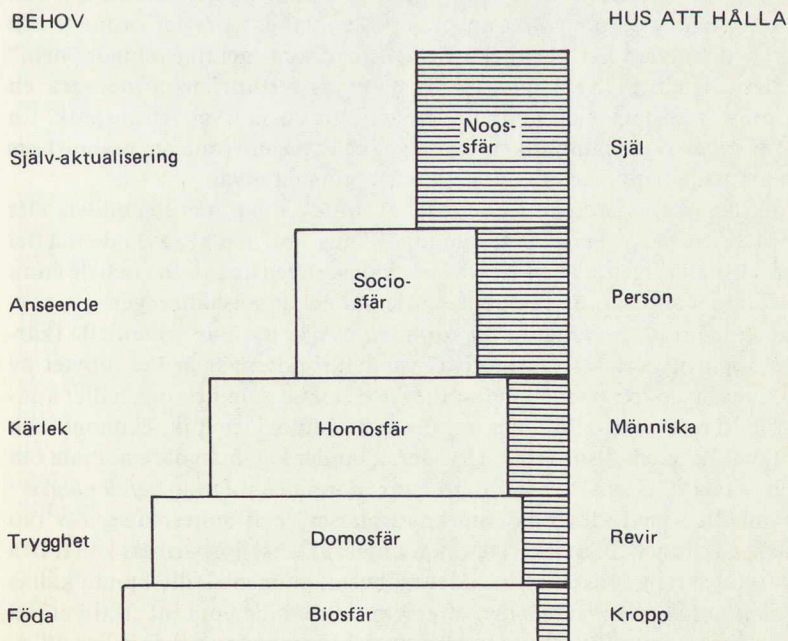 BEHOV HUS ATT HÅLLA
Noos-
sfär
Själv-aktualisering Själ
Socio-
sfär
Anseende Person
Kärlek Homosfär Människa
Trygghet Domosfär Revir
Föda Biosfär Kropp